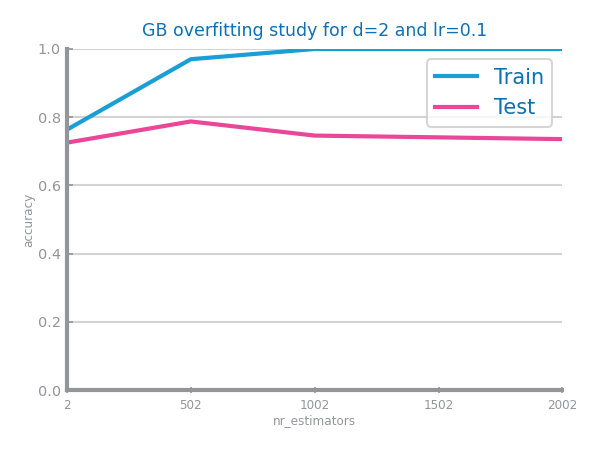 GB overfitting study for d=2 and lr=0.1
1.0
0.8
0.6
0.4
0.2
0.0
accuracy
Train
Test
2 502 1002 1502 2002
nr_estimators